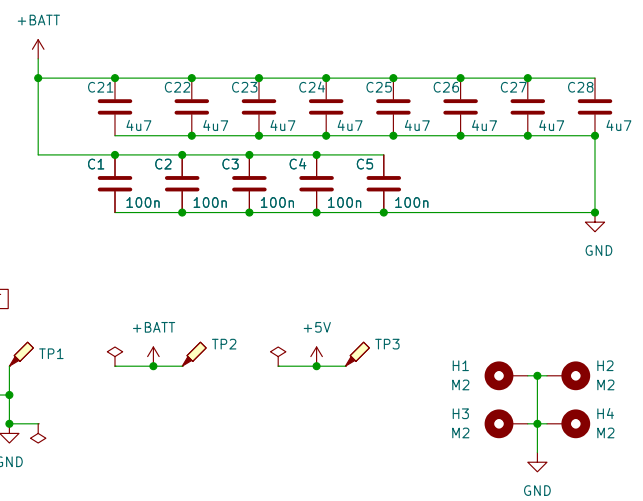 +BATT
C21 C22 C23 C24 C25 C26 C27 C28
4u7 4u7 4u7 4u7 4u7 4u7 4u7 4u7
C1 C2 C3 C4 C5
100n 100n 100n 100n 100n
GND
+BATT +5V
TP1 TP2 TP3
H1 H2
M2 M2
H3 H4
M2 M2
GND
GND